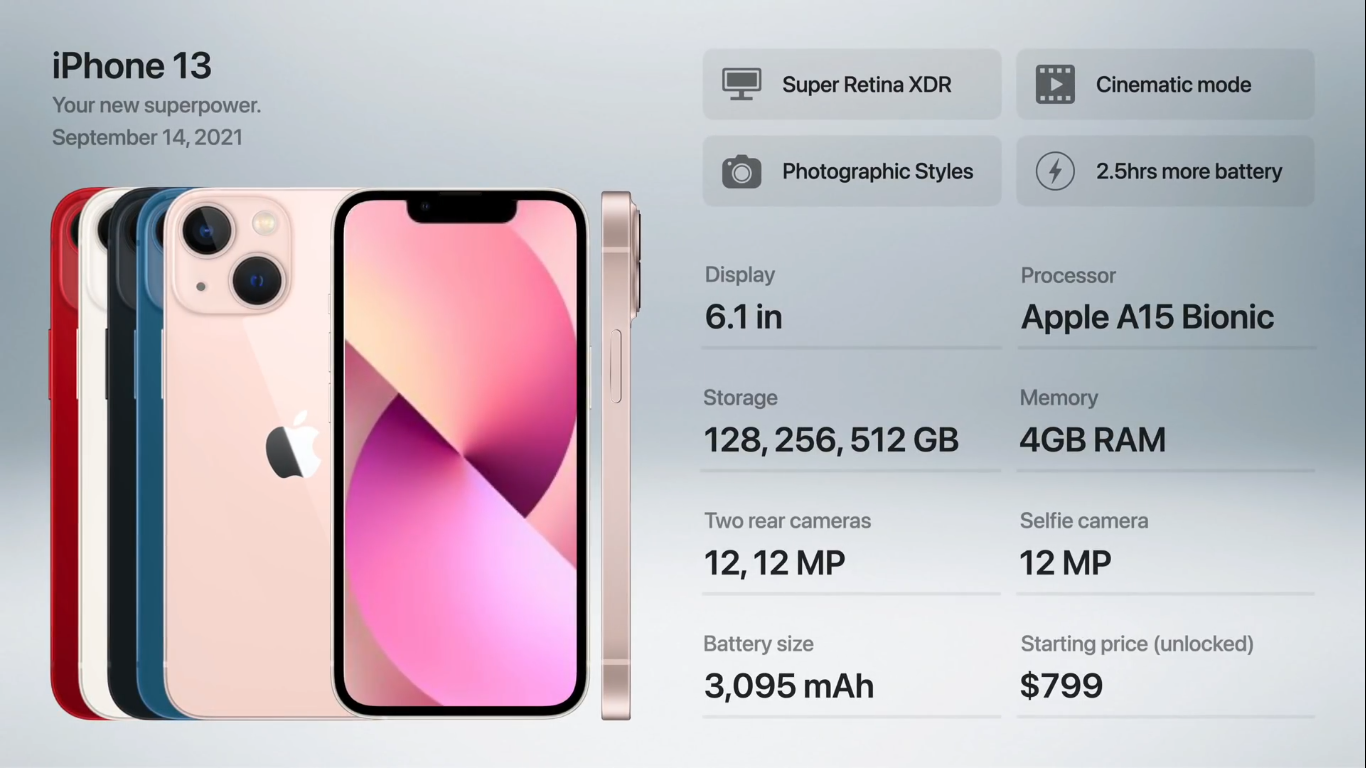 iPhone 13
Your new superpower.
September 14, 2021
Super Retina XDR
Cinematic mode
Photographic Styles
2.5hrs more battery
Display
6.1 in
Processor
Apple A15 Bionic
Storage
128, 256, 512 GB
Memory
4GB RAM
Two rear cameras
12, 12 MP
Selfie camera
12 MP
Battery size
3,095 mAh
Starting price (unlocked)
$799